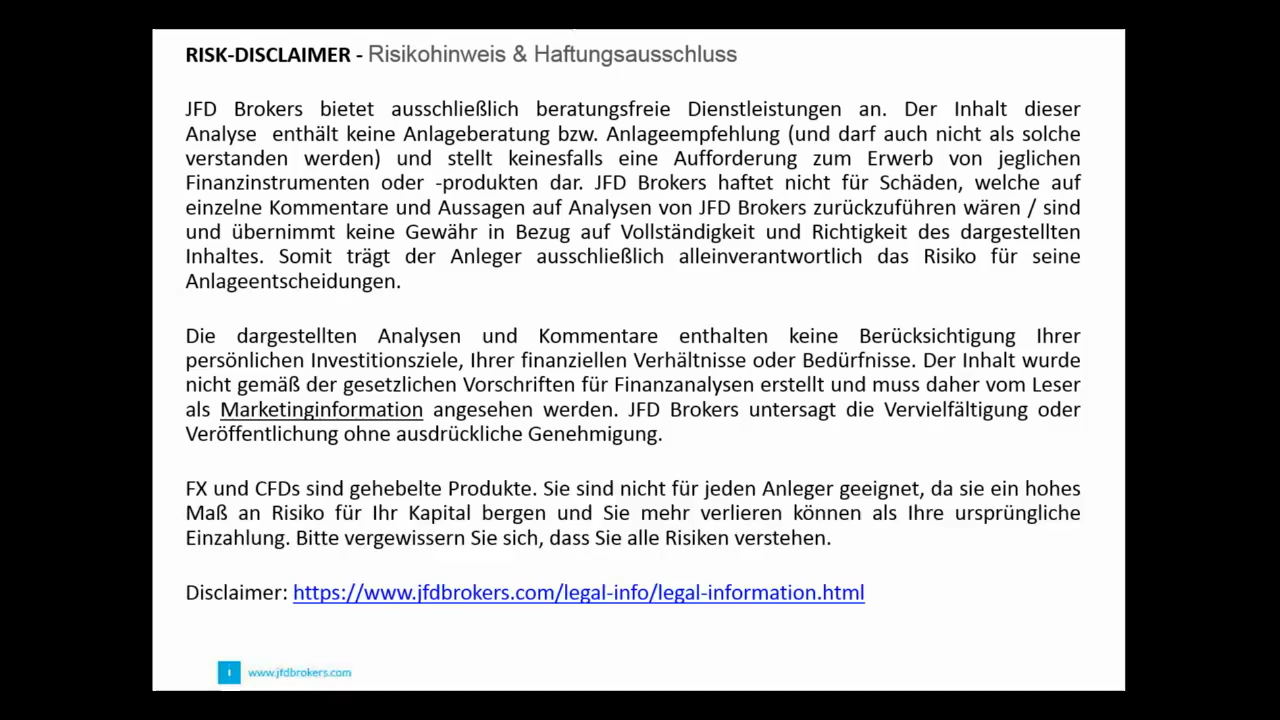 RISK-DISCLAIMER - Risikohinweis & Haftungsausschluss
JFD Brokers bietet ausschließlich beratungsfreie Dienstleistungen an. Der Inhalt dieser
Analyse enthält keine Anlageberatung bzw. Anlageempfehlung (und darf auch nicht als solche
verstanden werden) und stellt keinesfalls eine Aufforderung zum Erwerb von jeglichen
Finanzinstrumenten oder -produkten dar. JFD Brokers haftet nicht für Schäden, welche auf
einzelne Kommentare und Aussagen auf Analysen von JFD Brokers zurückzuführen wären / sind
und übernimmt keine Gewähr in Bezug auf Vollständigkeit und Richtigkeit des dargestellten
Inhaltes. Somit trägt der Anleger ausschließlich alleinverantwortlich das Risiko für seine
Anlageentscheidungen.
Die dargestellten Analysen und Kommentare enthalten keine Berücksichtigung Ihrer
persönlichen Investitionsziele, Ihrer finanziellen Verhältnisse oder Bedürfnisse. Der Inhalt wurde
nicht gemäß der gesetzlichen Vorschriften für Finanzanalysen erstellt und muss daher vom Leser
als Marketinginformation angesehen werden. JFD Brokers untersagt die Vervielfältigung oder
Veröffentlichung ohne ausdrückliche Genehmigung.
FX und CFDs sind gehebelte Produkte. Sie sind nicht für jeden Anleger geeignet, da sie ein hohes
Maß an Risiko für Ihr Kapital bergen und Sie mehr verlieren können als Ihre ursprüngliche
Einzahlung. Bitte vergewissern Sie sich, dass Sie alle Risiken verstehen.
Disclaimer: https://www.jfdbrokers.com/legal-info/legal-information.html
www.jfdbrokers.com